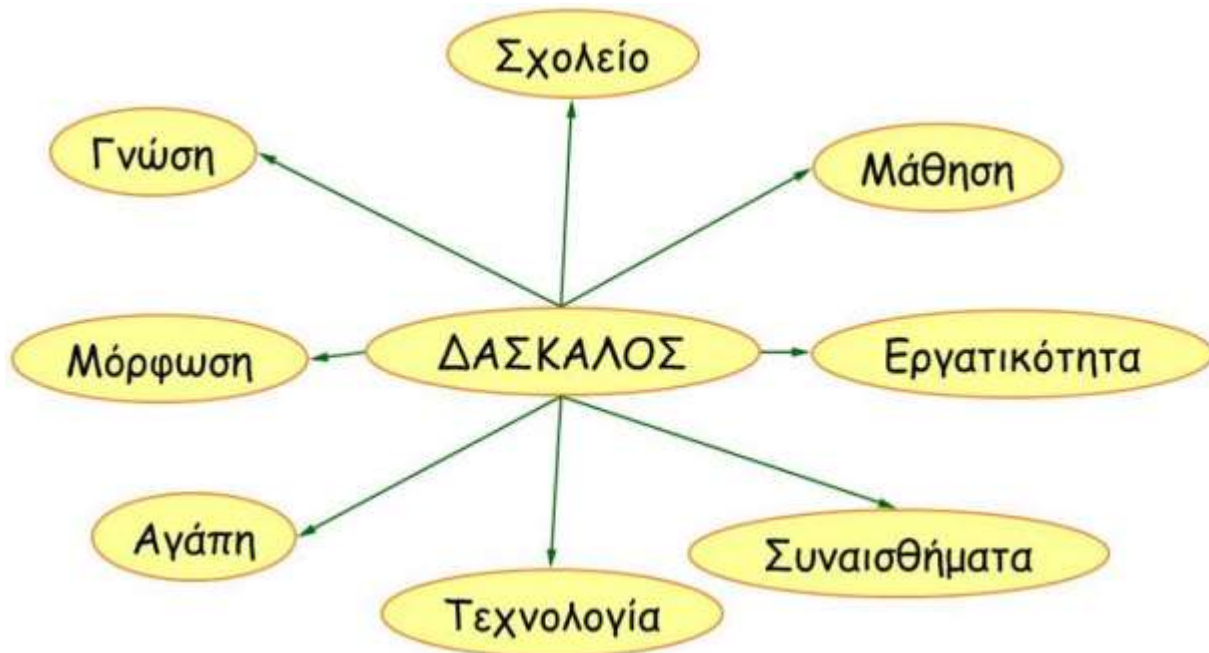 Σχολείο
Γνώση
Μάθηση
Μόρφωση
ΔΑΣΚΑΛΟΣ
Εργατικότητα
Αγάπη
Συναισθήματα
Τεχνολογία